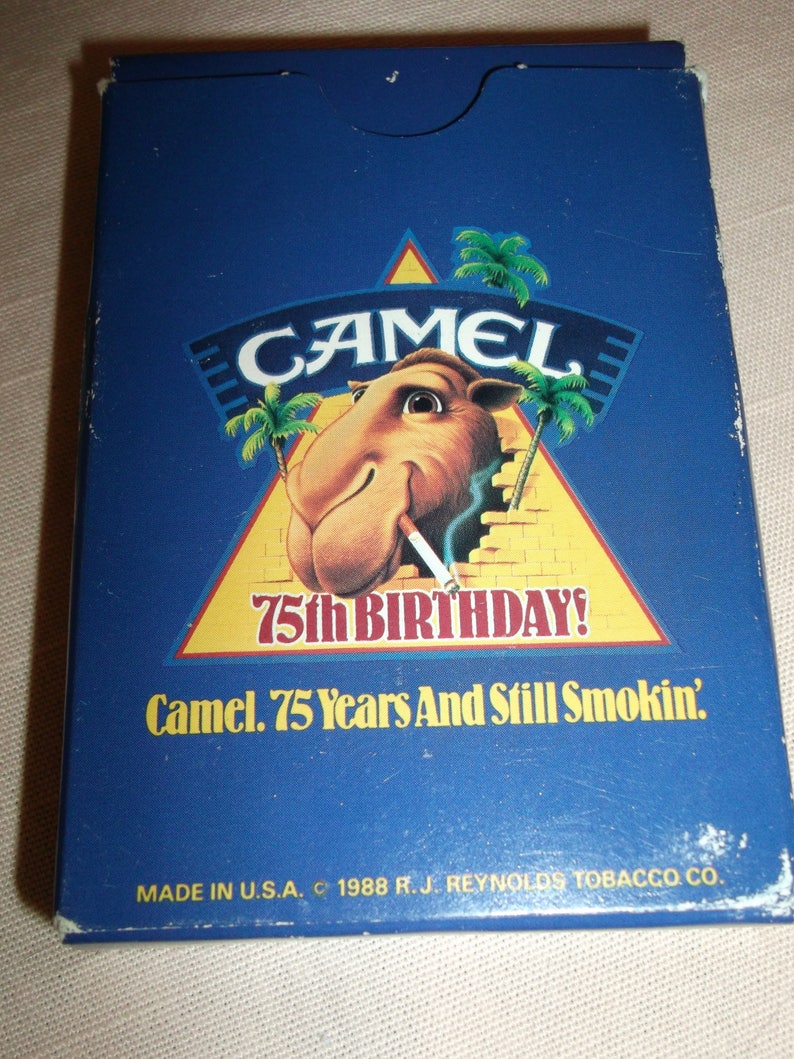 CAMEL
75th BIRTHDAY!
Camel. 75 Years And Still Smokin'.
MADE IN U.S.A. © 1988 R.J. REYNOLDS TOBACCO CO.